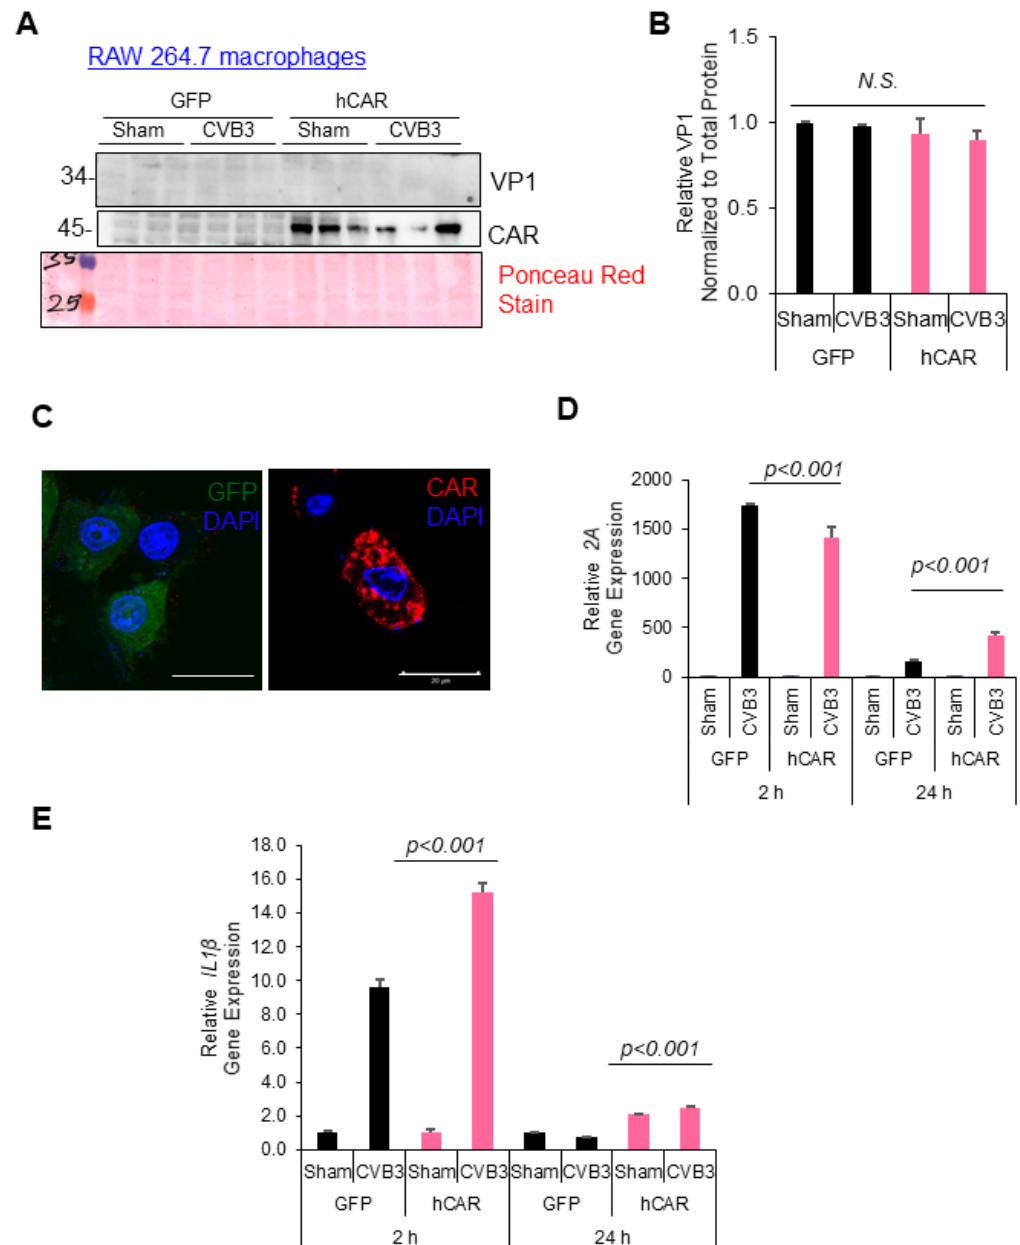 A
RAW 264.7 macrophages
GFP hCAR
Sham CVB3 Sham CVB3
34- VP1
45- CAR
35
25
Ponceau Red
Stain
B
Relative VP1
Normalized to Total Protein
1.5
1.0
0.5
0.0
N.S.
Sham CVB3 Sham CVB3
GFP hCAR
C
GFP
DAPI
CAR
DAPI
20 μm
D
Relative 2A
Gene Expression
2000
1500
1000
500
0
p<0.001
p<0.001
Sham CVB3 Sham CVB3 Sham CVB3 Sham CVB3
GFP hCAR GFP hCAR
2 h 24 h
E
Relative IL1β
Gene Expression
18.0
16.0
14.0
12.0
10.0
8.0
6.0
4.0
2.0
0.0
p<0.001
p<0.001
Sham CVB3 Sham CVB3 Sham CVB3 Sham CVB3
GFP hCAR GFP hCAR
2 h 24 h